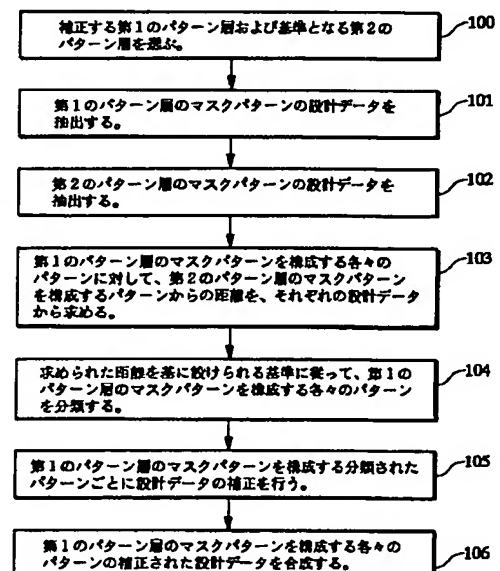 補正する第1のパターン層および基準となる第2の
パターン層を選ぶ。
100
第1のパターン層のマスクパターンの設計データを
抽出する。
101
第2のパターン層のマスクパターンの設計データを
抽出する。
102
第1のパターン層のマスクパターンを構成する各々の
パターンに対して、第2のパターン層のマスクパターン
を構成するパターンからの距離を、それぞれの設計データ
から求める。
103
求められた距離を基に設けられる基準に従って、第1の
パターン層のマスクパターンを構成する各々のパターン
を分類する。
104
第1のパターン層のマスクパターンを構成する分類された
パターンごとに設計データの補正を行う。
105
第1のパターン層のマスクパターンを構成する各々の
パターンの補正された設計データを合成する。
106